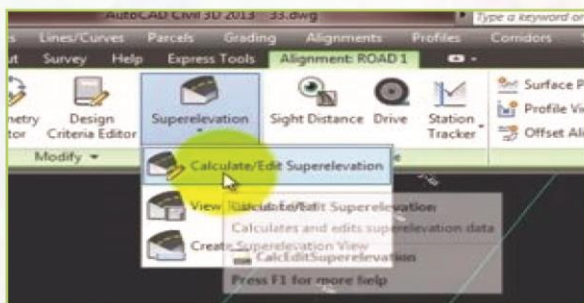 AutoCAD Civil 3D 2013 33.dwg Type a keyword or
Lines/Curves Parcels Grading Alignments Profiles Corridors
Survey Help Express Tools Alignment: ROAD 1
Design Criteria Editor Superelevation Sight Distance Drive Station Tracker
Surface P
Profile Vi
Offset Ali
Modify
Calculate/Edit Superelevation
View
Calculate/Edit Superelevation
Calculates and edits superelevation data
Create Superelevation View
CalcEditSuperelevation
Press F1 for more help